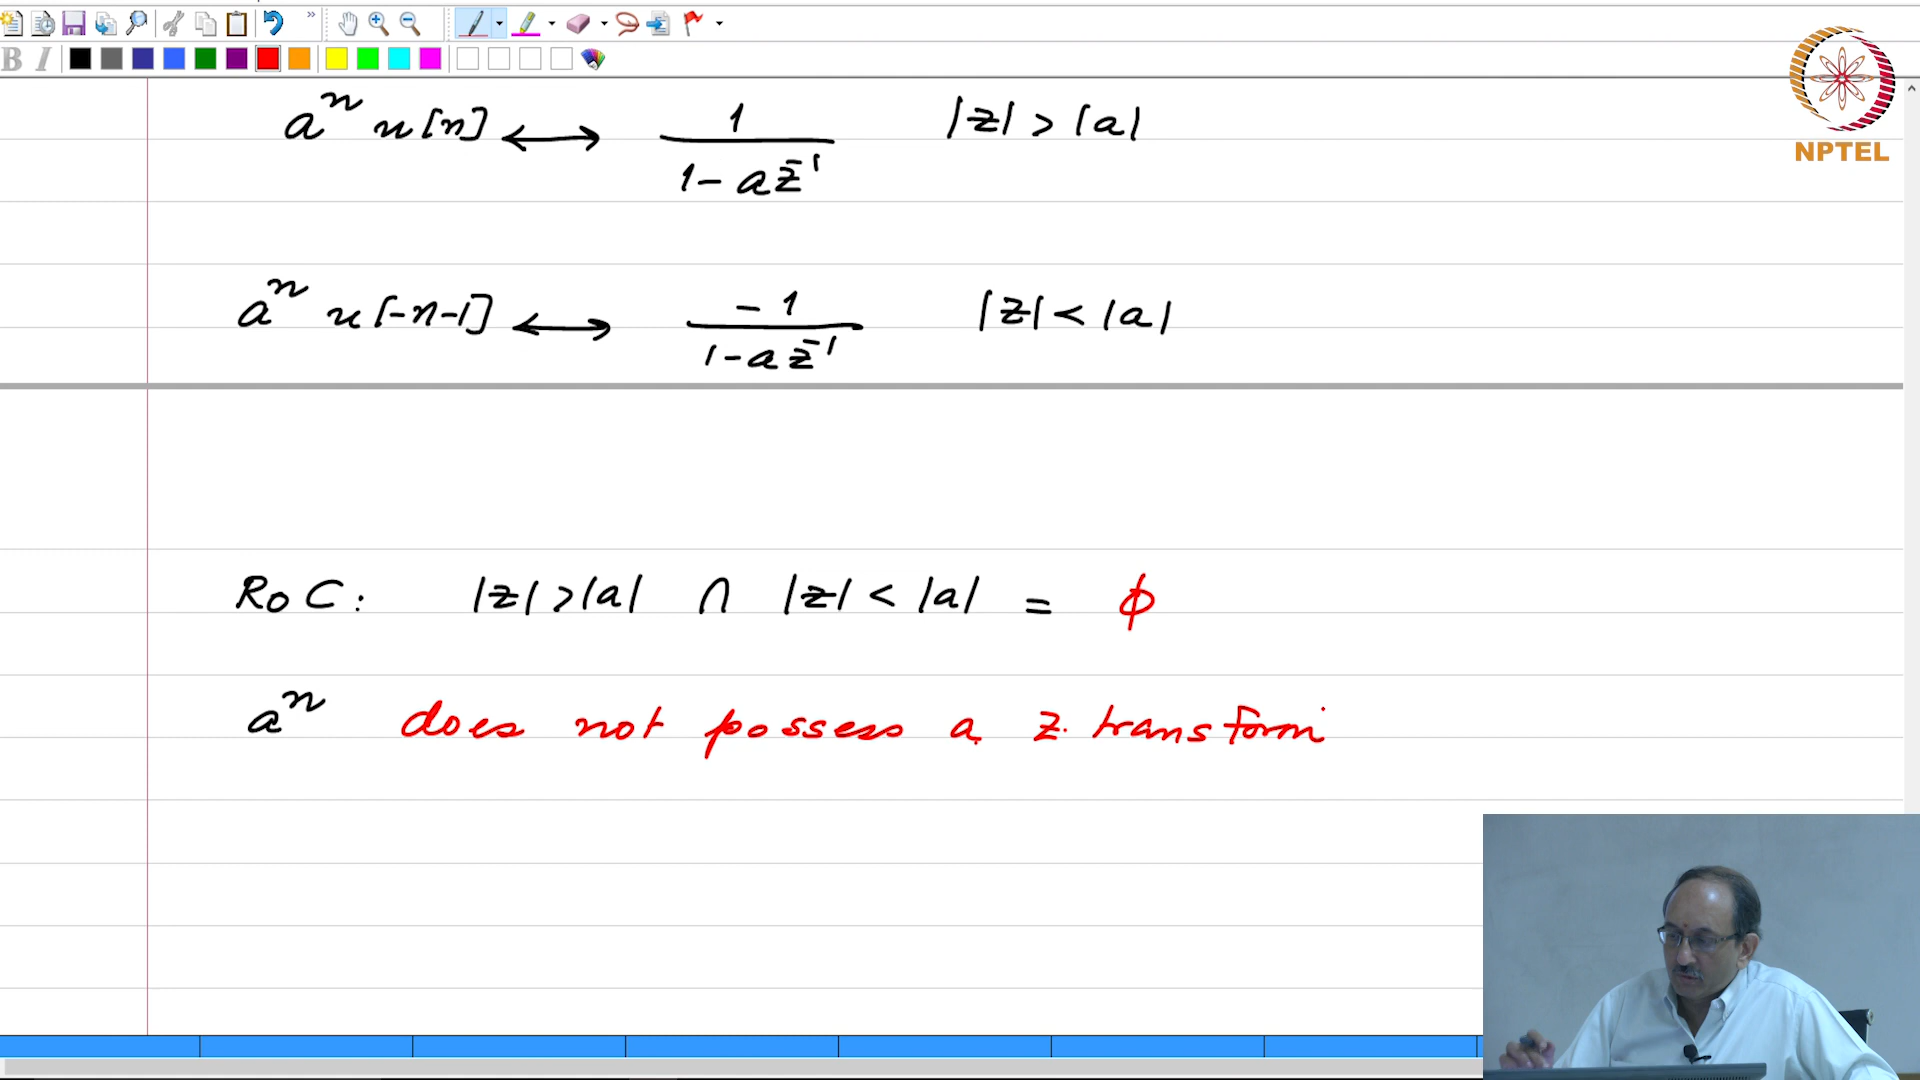 B I
NPTEL
aⁿ u[n] ↔ 1 / (1 - az⁻¹) |z| > |a|
aⁿ u[-n-1] ↔ -1 / (1 - az⁻¹) |z| < |a|
RoC: |z| > |a| ∩ |z| < |a| = ϕ
aⁿ does not possess a z. transform